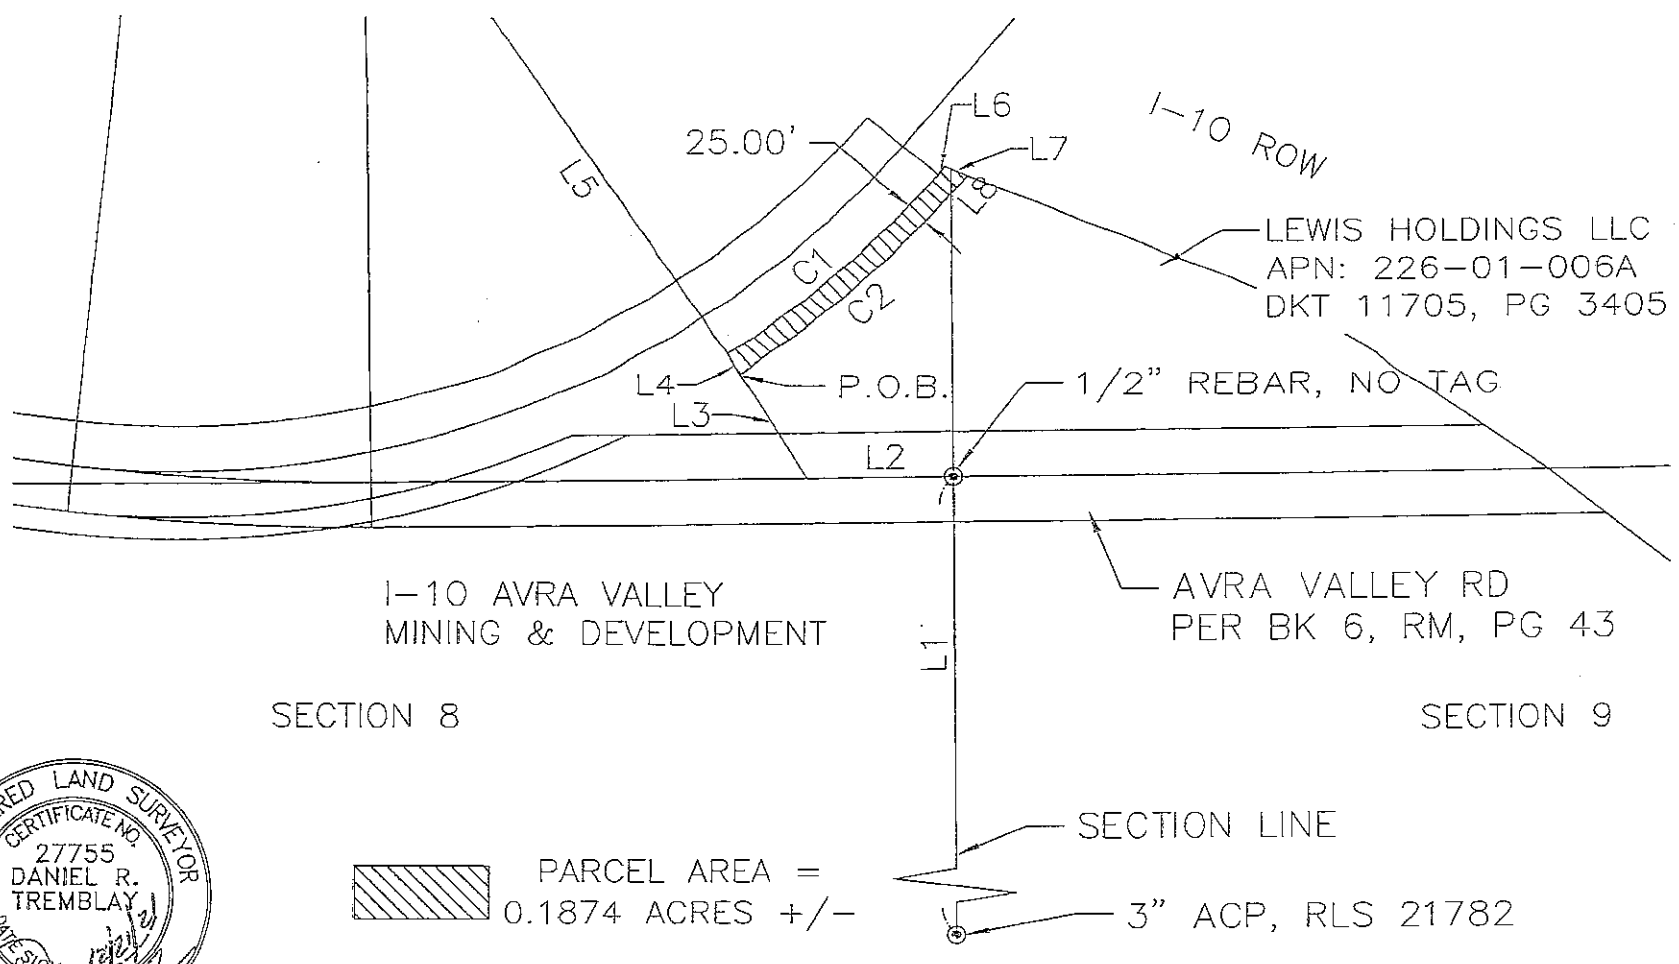 L6
I-10 ROW
25.00'
L7
L5
L8
LEWIS HOLDINGS LLC
APN: 226-01-006A
DKT 11705, PG 3405
C1
C2
L4
P.O.B.
1/2" REBAR, NO TAG
L3
L2
I-10 AVRA VALLEY
MINING & DEVELOPMENT
AVRA VALLEY RD
PER BK 6, RM, PG 43
L1
SECTION 8
SECTION 9
LAND SURVEYOR
CERTIFICATE NO.
27755
DANIEL R.
TREMBLAY
SECTION LINE
PARCEL AREA =
0.1874 ACRES +/-
3" ACP, RLS 21782